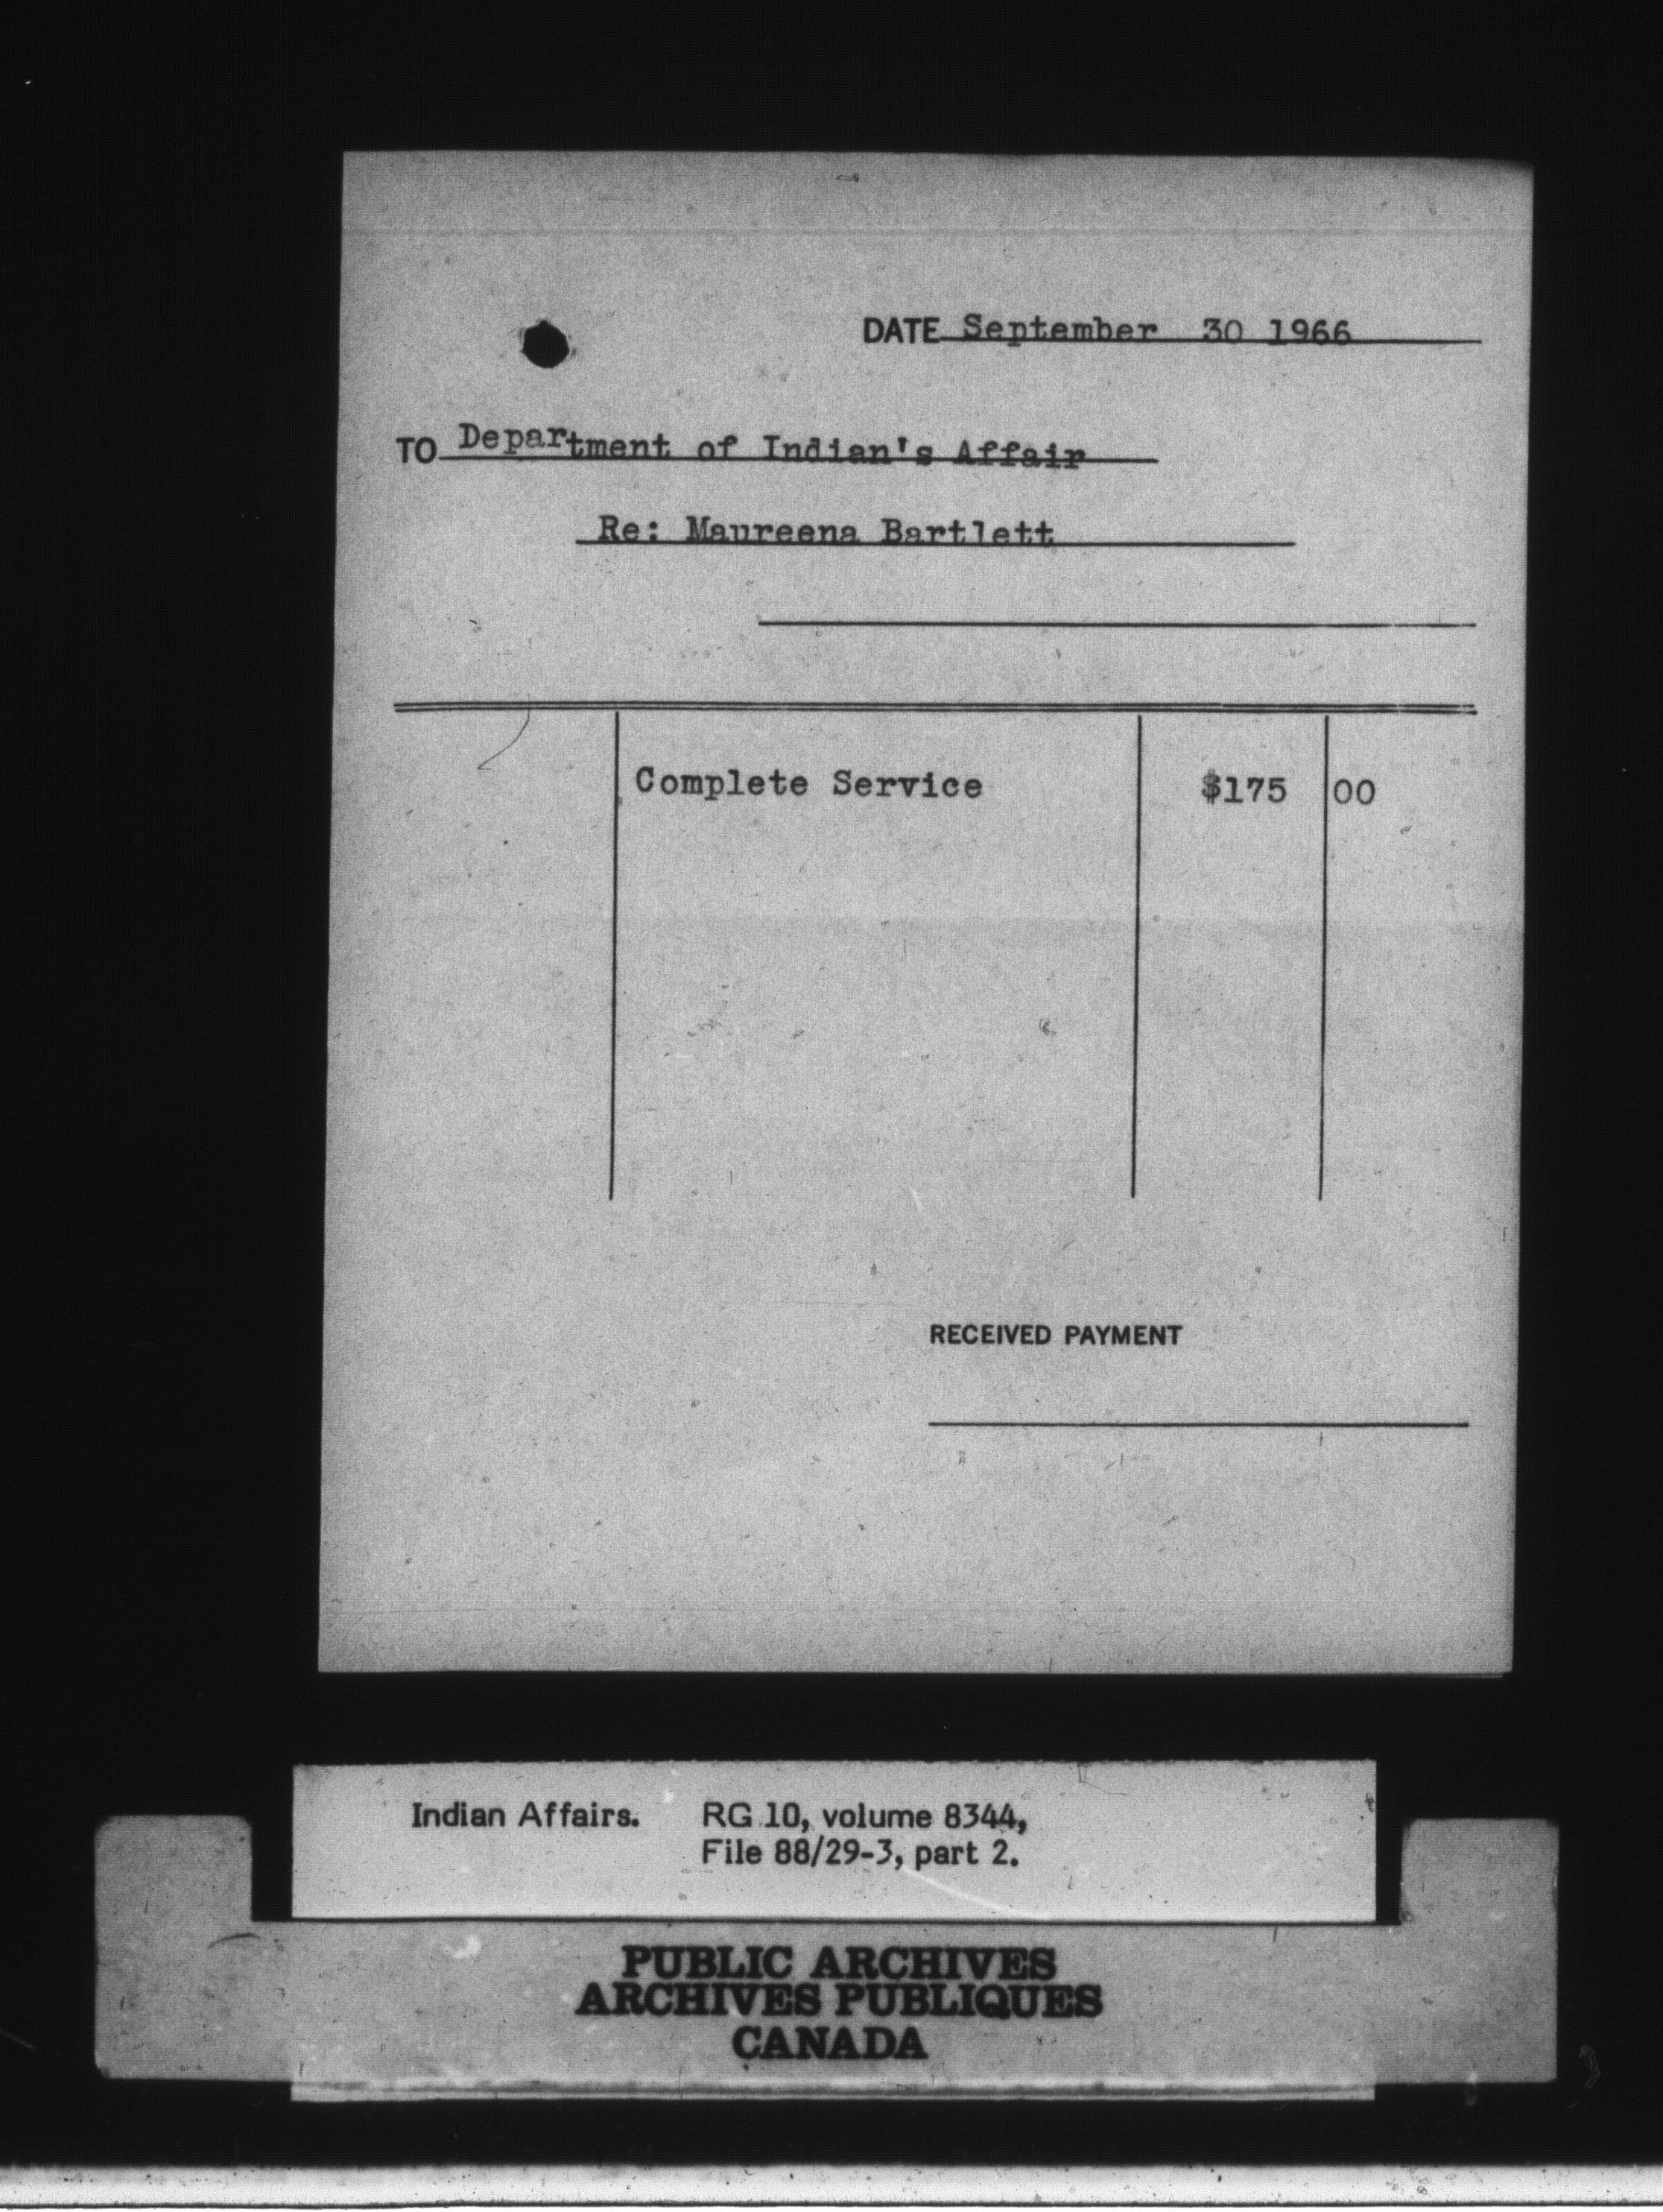 DATE September 30 1966
TO Department of Indian's Affair
Re: Maureena Bartlett
Complete Service $175 00
RECEIVED PAYMENT
Indian Affairs. RG 10, volume 8344,
File 88/29-3, part 2.
PUBLIC ARCHIVES
ARCHIVES PUBLIQUES
CANADA